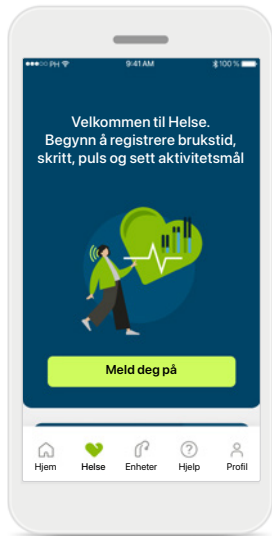 PH
9:41 AM
100 %
Velkommen til Helse.
Begynn å registrere brukstid,
skritt, puls og sett aktivitetsmål
Meld deg på
Hjem Helse Enheter Hjelp Profil